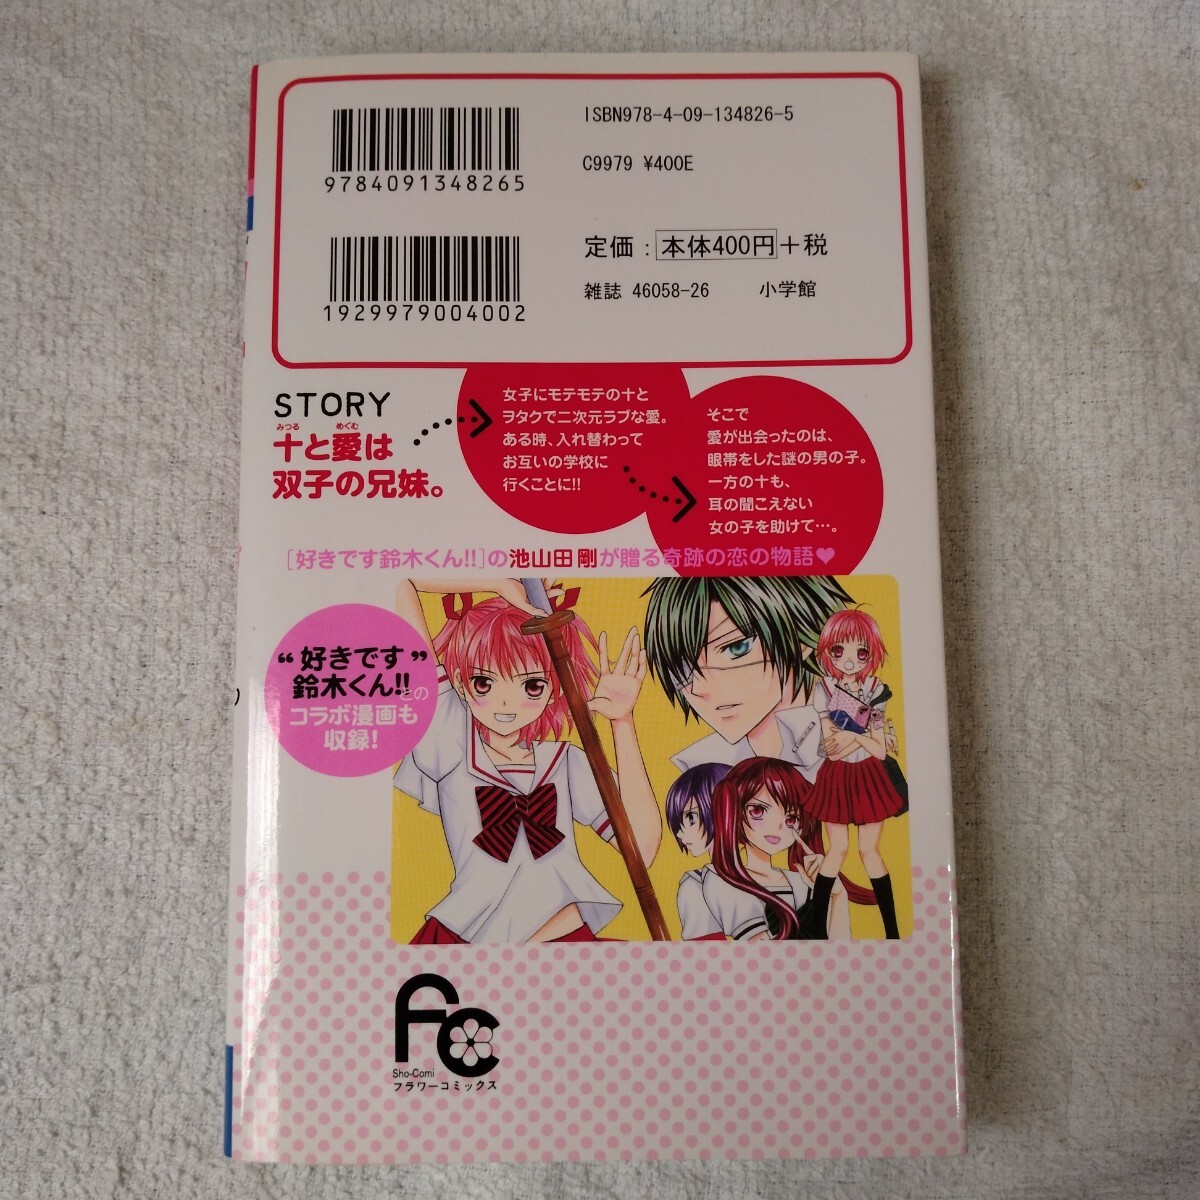 ISBN978-4-09-134826-5
9784091348265
C9979 ¥400E
定価：本体400円+税
1929979004002
雑誌 46058-26 小学館
STORY
みつる めぐむ
十と愛は
双子の兄妹。
女子にモテモテの十と
ヲタクで二次元ラブな愛。
ある時、入れ替わって
お互いの学校に
行くことに!!
そこで
愛が出会ったのは、
眼帯をした謎の男の子。
一方の十も、
耳の聞こえない
女の子を助けて…。
[好きです鈴木くん!!]の池山田 剛が贈る奇跡の恋の物語♥
“好きです”
鈴木くん!!との
コラボ漫画も
収録!
FC
Sho-Comi
フラワーコミックス